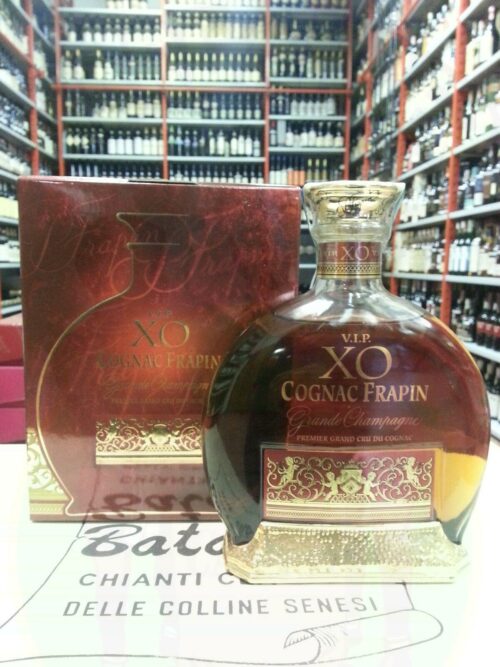 V.I.P.
XO
COGNAC FRAPIN
Grande Champagne
PREMIER GRAND CRU DU COGNAC
XO
V.I.P.
XO
COGNAC FRAPIN
Grande Champagne
PREMIER GRAND CRU DU COGNAC
CHIANTI
DELLE COLLINE SENESI